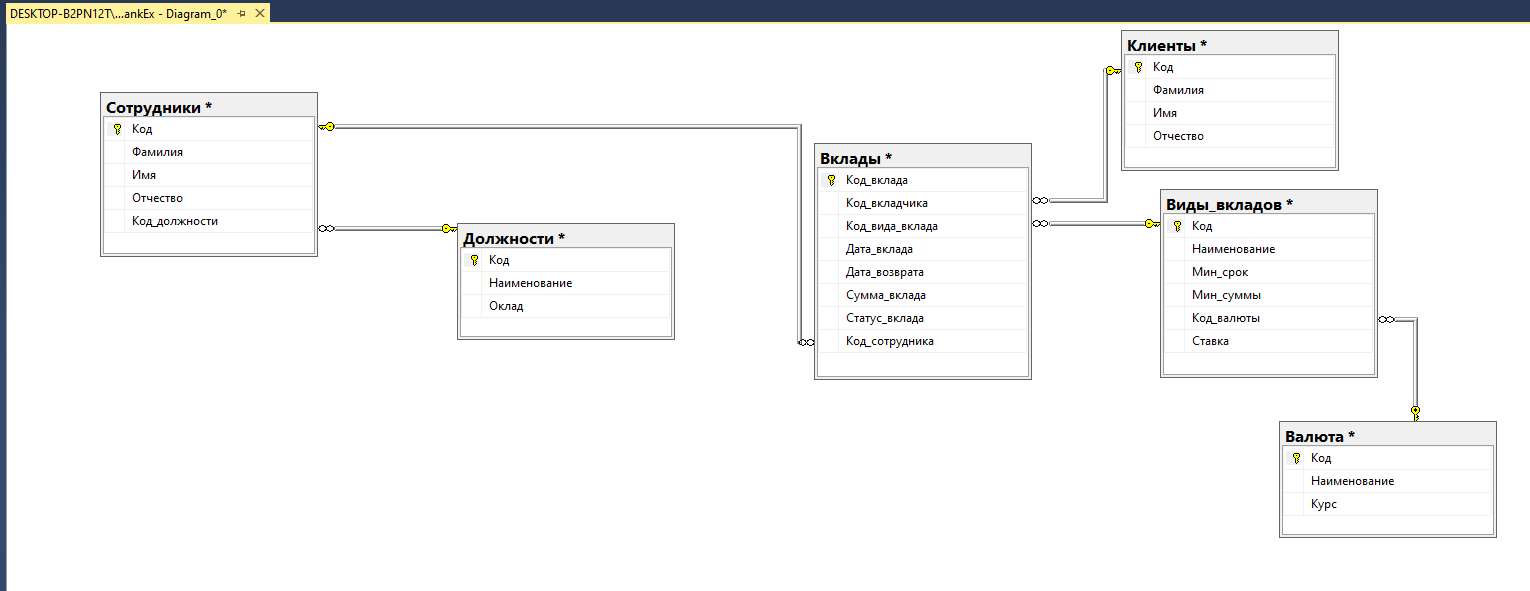 DESKTOP-B2PN12T\...ankEx - Diagram_0*
Сотрудники *
Код
Фамилия
Имя
Отчество
Код_должности
Должности *
Код
Наименование
Оклад
Вклады *
Код_вклада
Код_вкладчика
Код_вида_вклада
Дата_вклада
Дата_возврата
Сумма_вклада
Статус_вклада
Код_сотрудника
Клиенты *
Код
Фамилия
Имя
Отчество
Виды_вкладов *
Код
Наименование
Мин_срок
Мин_суммы
Код_валюты
Ставка
Валюта *
Код
Наименование
Курс